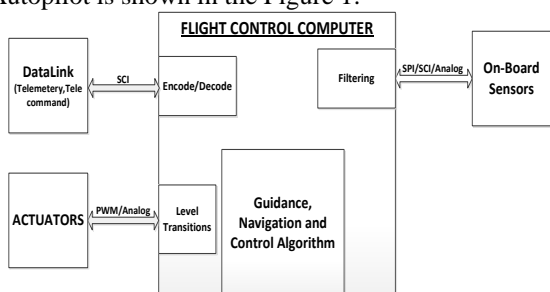 Autopilot is shown in the Figure 1.
FLIGHT CONTROL COMPUTER
DataLink
(Telemetery,Tele
command)
SCI
Encode/Decode
Filtering
SPI/SCI/Analog
On-Board
Sensors
ACTUATORS
PWM/Analog
Level
Transitions
Guidance,
Navigation and
Control Algorithm